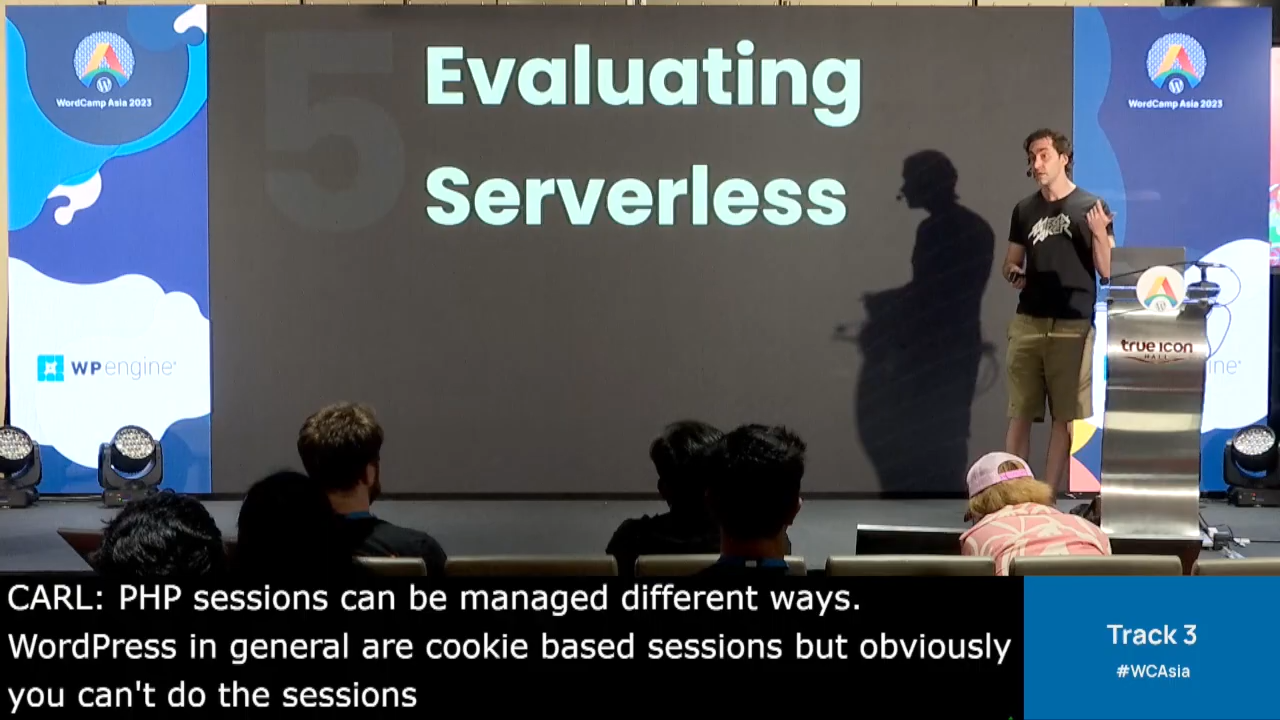 WordCamp Asia 2023
WP engine
5
Evaluating
Serverless
WordCamp Asia 2023
true icon
HALL
ine
CARL: PHP sessions can be managed different ways.
WordPress in general are cookie based sessions but obviously
you can't do the sessions
Track 3
#WCAsia